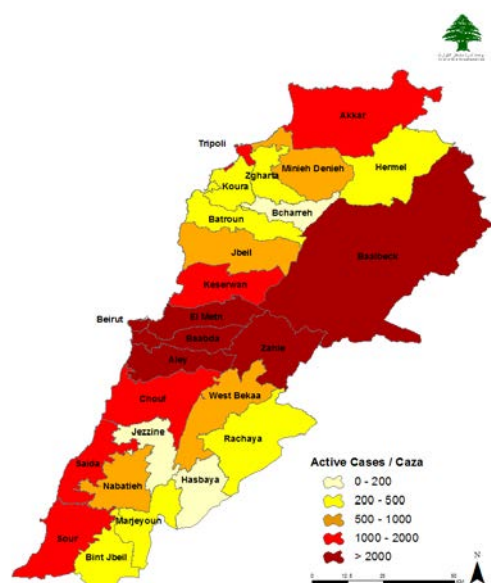 Akkar
Tripoli
Minieh Denieh
Hermel
Zgharta
Koura
Bcharreh
Batroun
Jbeil
Baalbeck
Keserwan
El Metn
Beirut
Baabda
Zahle
Aley
Chouf
West Bekaa
Jezzine
Rachaya
Saida
Hasbaya
Nabatieh
Marjeyoun
Sour
Bint Jbeil
Active Cases / Caza
0 - 200
200 - 500
500 - 1000
1000 - 2000
> 2000
N